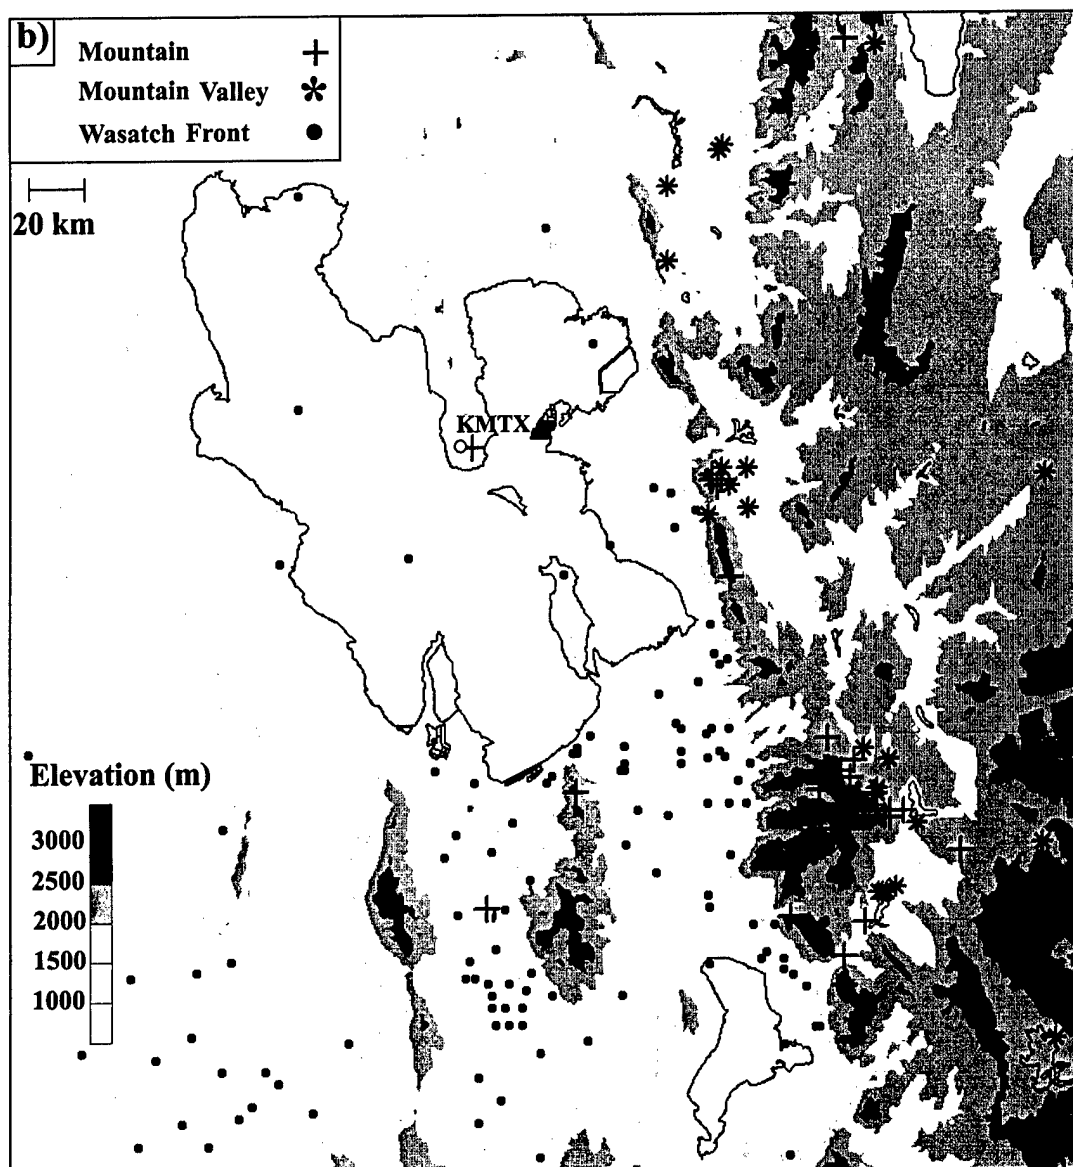 b)
Mountain
Mountain Valley
Wasatch Front
20 km
KMTX
Elevation (m)
3000
2500
2000
1500
1000